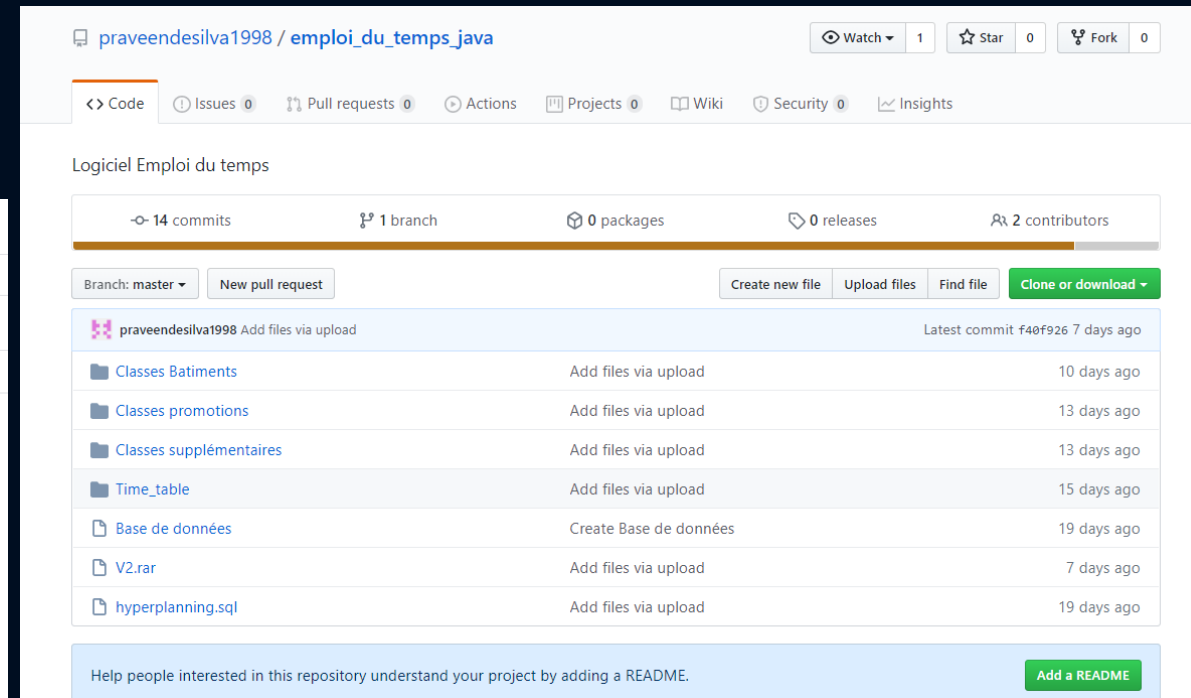 praveendesilva1998 / emploi_du_temps_java Watch 1 Star 0 Fork 0
Code Issues 0 Pull requests 0 Actions Projects 0 Wiki Security 0 Insights
Logiciel Emploi du temps
14 commits 1 branch 0 packages 0 releases 2 contributors
Branch: master New pull request Create new file Upload files Find file Clone or download
praveendesilva1998 Add files via upload Latest commit f40f926 7 days ago
Classes Batiments Add files via upload 10 days ago
Classes promotions Add files via upload 13 days ago
Classes supplémentaires Add files via upload 13 days ago
Time_table Add files via upload 15 days ago
Base de données Create Base de données 19 days ago
V2.rar Add files via upload 7 days ago
hyperplanning.sql Add files via upload 19 days ago
Help people interested in this repository understand your project by adding a README. Add a README